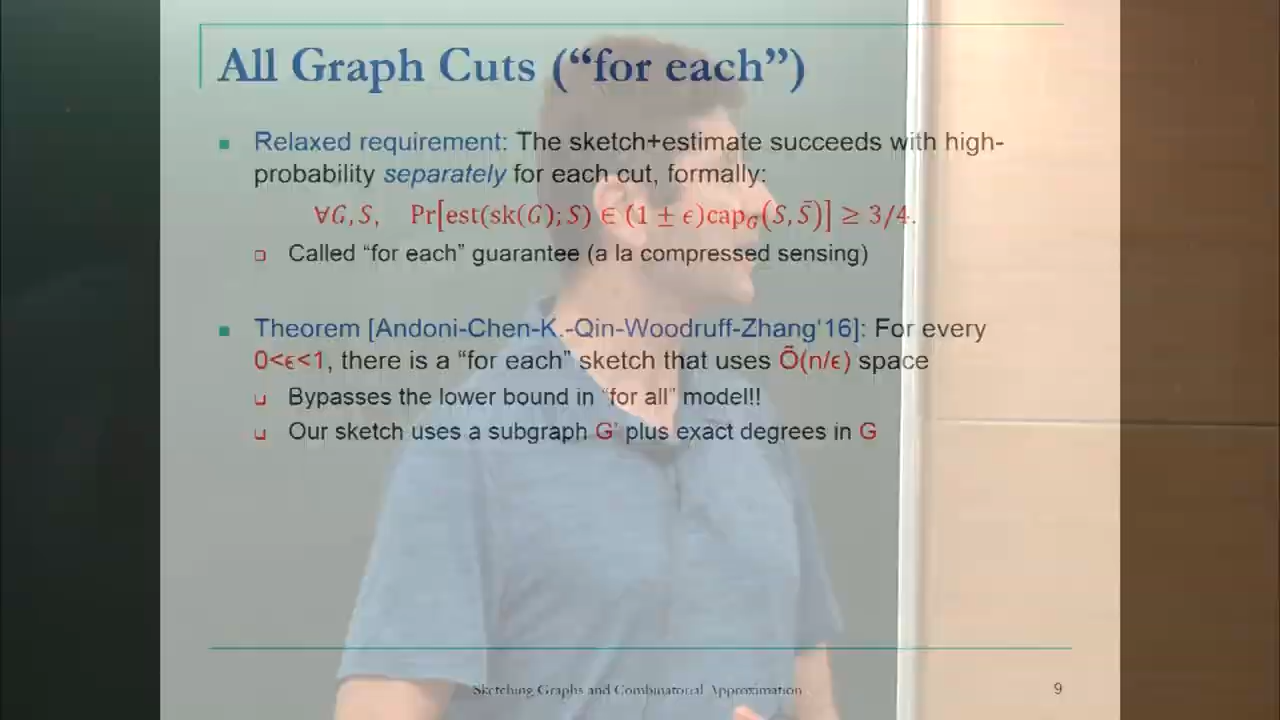 All Graph Cuts (“for each”)
Relaxed requirement: The sketch+estimate succeeds with high-
probability separately for each cut, formally:
∀G, S, Pr[est(sk(G); S) ∈ (1 ± ϵ)cap_G(S, S̄)] ≥ 3/4.
Called “for each” guarantee (a la compressed sensing)
Theorem [Andoni-Chen-K.-Qin-Woodruff-Zhang’16]: For every
0<ϵ<1, there is a “for each” sketch that uses Õ(n/ϵ) space
Bypasses the lower bound in “for all” model!!
Our sketch uses a subgraph G’ plus exact degrees in G
Sketching Graphs and Combinatorial Approximation
9